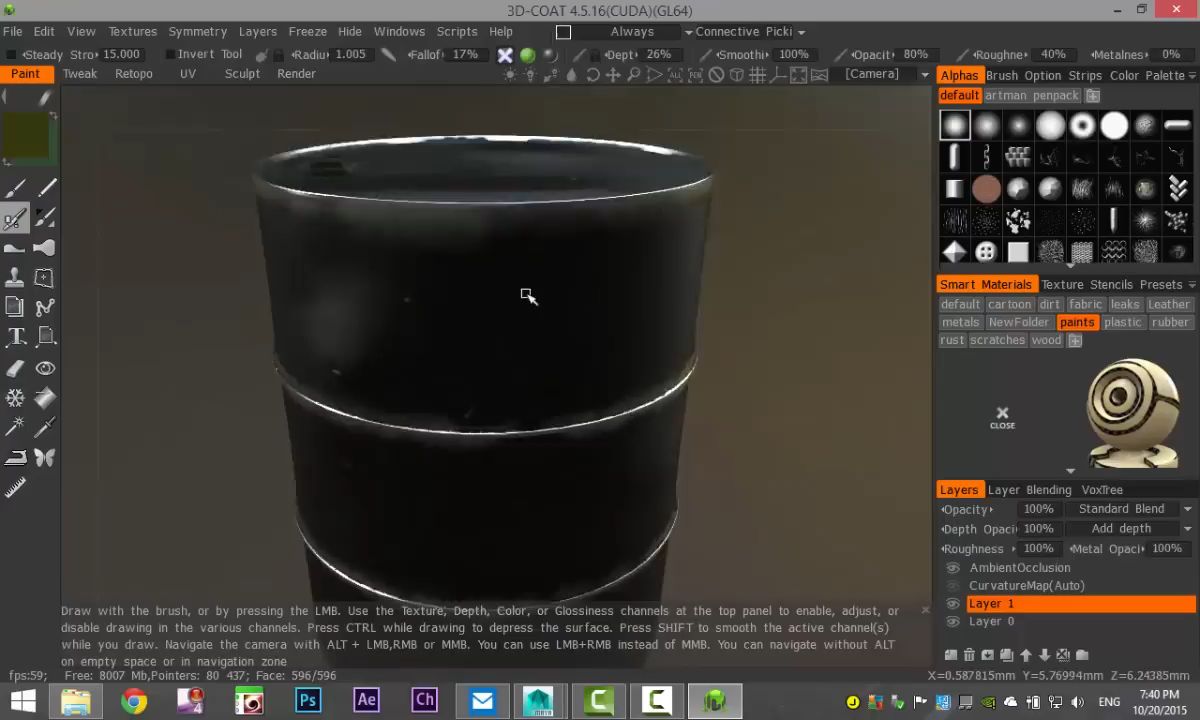 3D-COAT 4.5.16(CUDA)(GL64)
File Edit View Textures Symmetry Layers Freeze Hide Windows Scripts Help Always Connective Picki
Steady Stro 15.000 Invert Tool Radiu 1.005 Fallof 17% Dept 26% Smoothi 100% Opaci 80% Roughne 40% Metalnes 0%
Paint Tweak Retopo UV Sculpt Render [Camera] Alphas Brush Option Strips Color Palette
default artman penpack
Smart Materials Texture Stencils Presets
default cartoon dirt fabric leaks Leather
metals NewFolder paints plastic rubber
rust scratches wood
CLOSE
Layers Layer Blending VoxTree
Opacity 100% Standard Blend
Depth Opaci 100% Add depth
Roughness 100% Metal Opaci 100%
AmbientOcclusion
CurvatureMap(Auto)
Layer 1
Layer 0
Draw with the brush, or by pressing the LMB. Use the Texture, Depth, Color, or Glossiness channels at the top panel to enable, adjust, or
disable drawing in the various channels. Press CTRL while drawing to depress the surface. Press SHIFT to smooth the active channel(s)
while you draw. Navigate the camera with ALT + LMB,RMB or MMB. You can use LMB+RMB instead of MMB. You can navigate without ALT
on empty space or in navigation zone
fps:59; Free: 8007 Mb,Pointers: 80 437; Face: 596/596 X=0.587815mm Y=5.76994mm Z=6.24385mm
Ps Ae Ch MAYA ENG 7:40 PM
10/20/2015